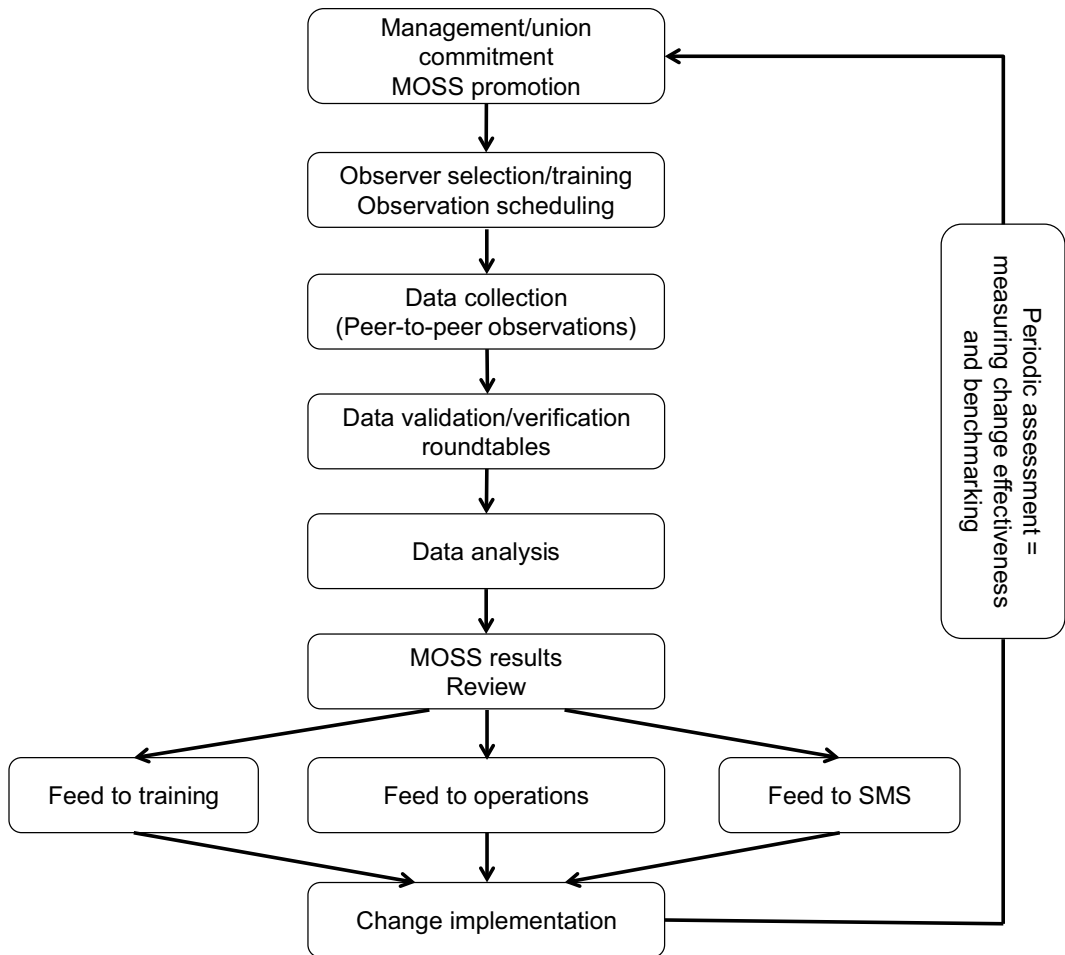 Management/union
commitment
MOSS promotion
Observer selection/training
Observation scheduling
Data collection
(Peer-to-peer observations)
Data validation/verification
roundtables
Data analysis
MOSS results
Review
Feed to training
Feed to operations
Feed to SMS
Change implementation
Periodic assessment =
measuring change effectiveness
and benchmarking